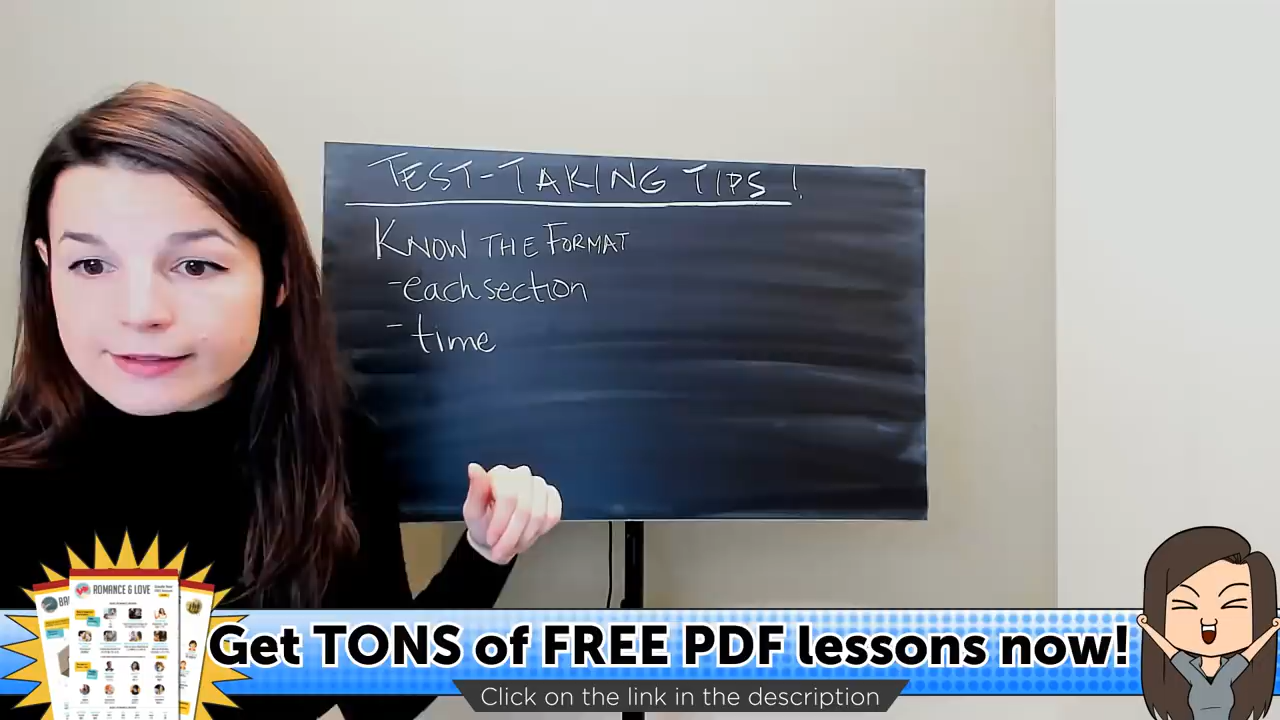 TEST-TAKING TIPS!
KNOW THE FORMAT
-each section
-time
ROMANCE & LOVE
Get TONS of FREE PDF lessons now!
Click on the link in the description